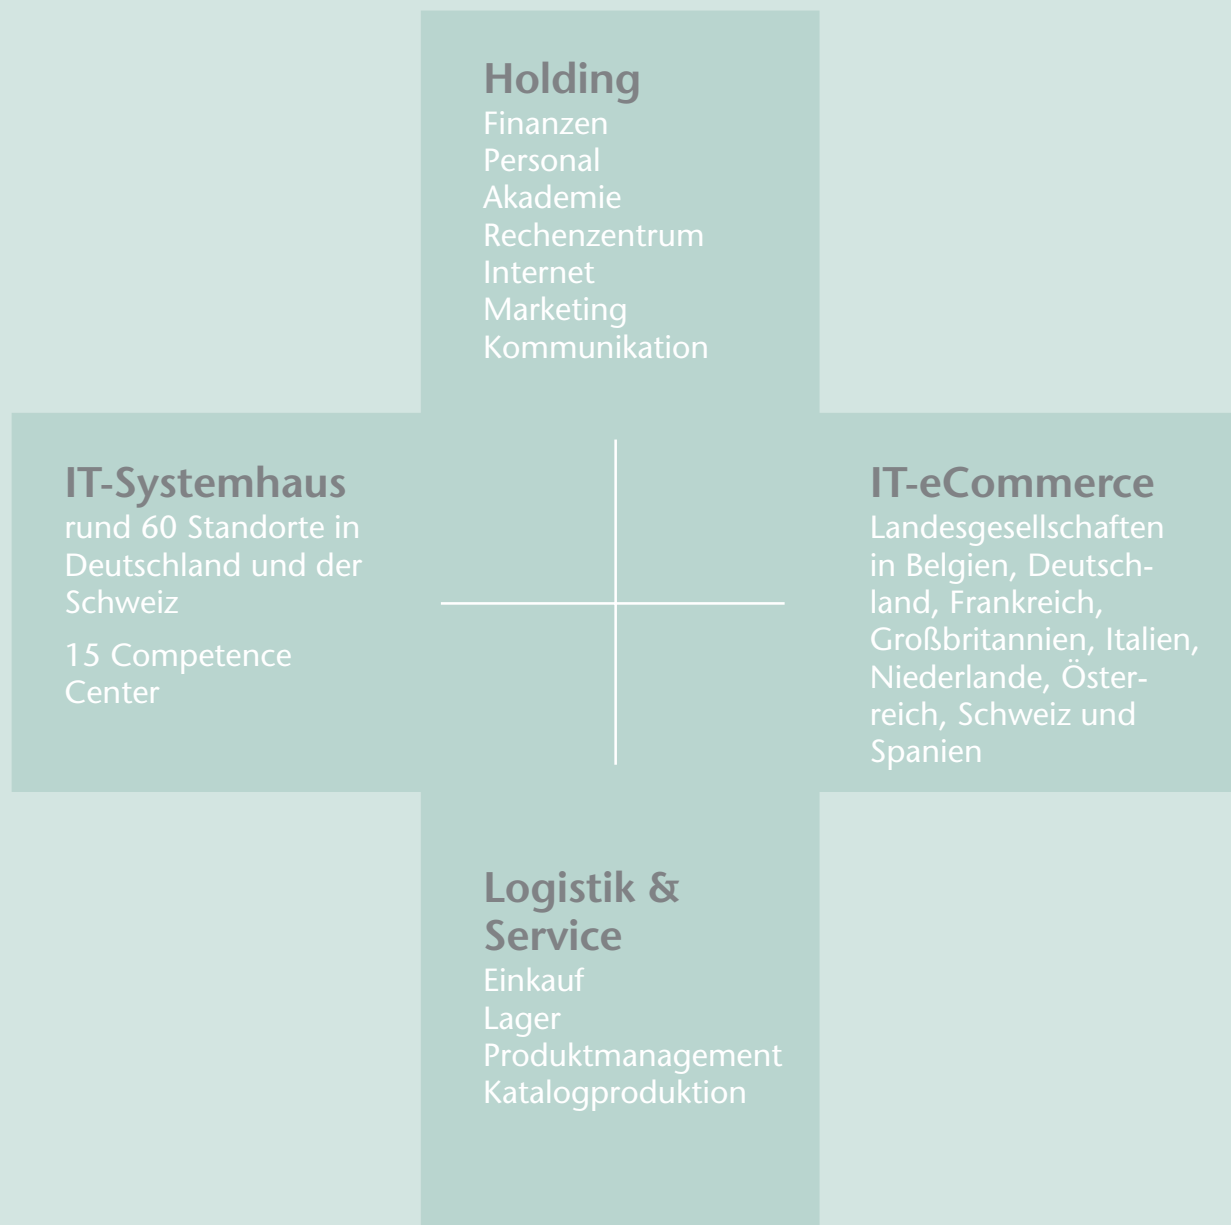 Holding
Finanzen
Personal
Akademie
Rechenzentrum
Internet
Marketing
Kommunikation
IT-Systemhaus
rund 60 Standorte in
Deutschland und der
Schweiz
15 Competence
Center
IT-eCommerce
Landesgesellschaften
in Belgien, Deutsch-
land, Frankreich,
Großbritannien, Italien,
Niederlande, Öster-
reich, Schweiz und
Spanien
Logistik &
Service
Einkauf
Lager
Produktmanagement
Katalogproduktion